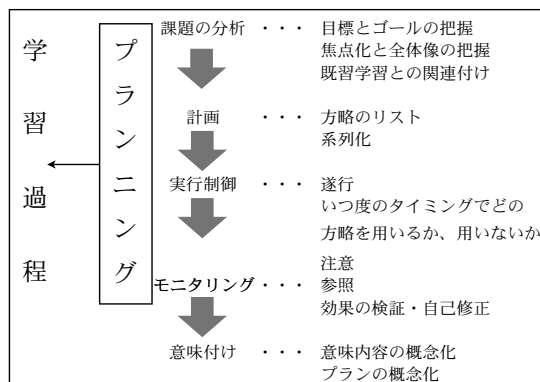 学習過程
プランニング
課題の分析 ・・・ 目標とゴールの把握
焦点化と全体像の把握
既習学習との関連付け
計画 ・・・ 方略のリスト
系列化
実行制御 ・・・ 遂行
いつ度のタイミングでどの
方略を用いるか、用いないか
注意
モニタリング ・・・ 参照
効果の検証・自己修正
意味付け ・・・ 意味内容の概念化
プランの概念化